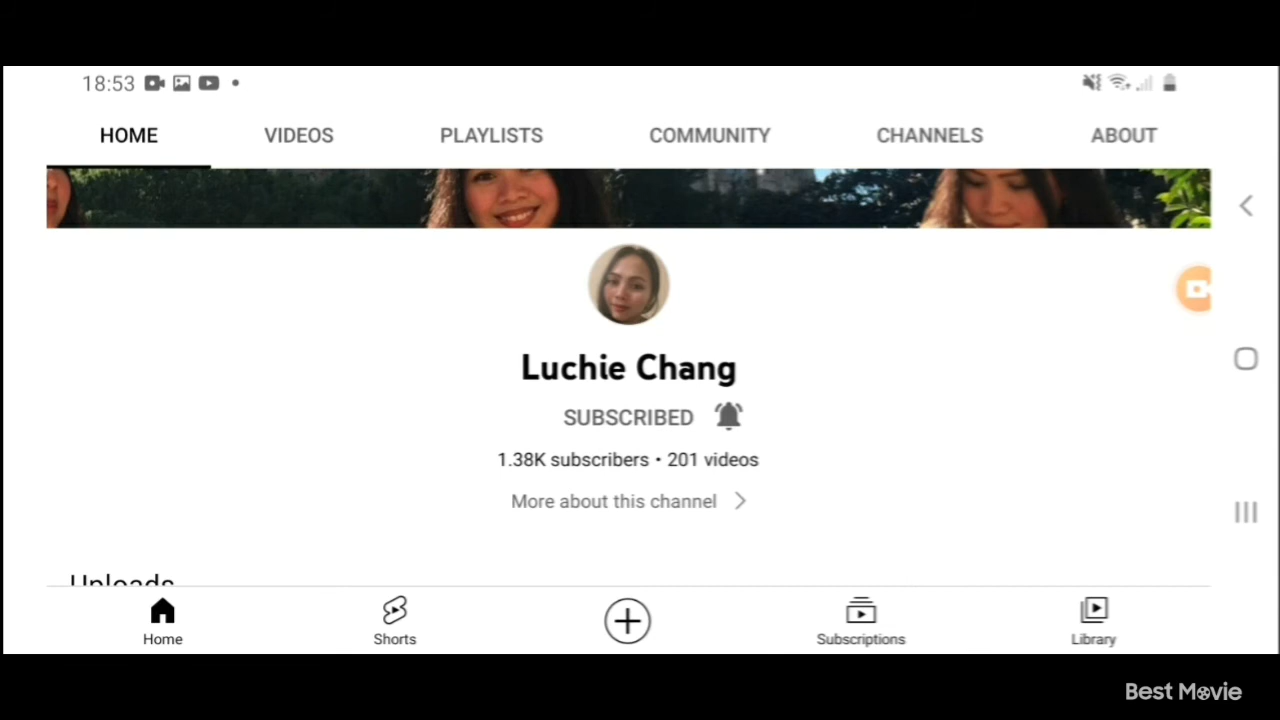 18:53
HOME VIDEOS PLAYLISTS COMMUNITY CHANNELS ABOUT
Luchie Chang
SUBSCRIBED
1.38K subscribers • 201 videos
More about this channel
Uploads
Home Shorts Subscriptions Library
Best Movie